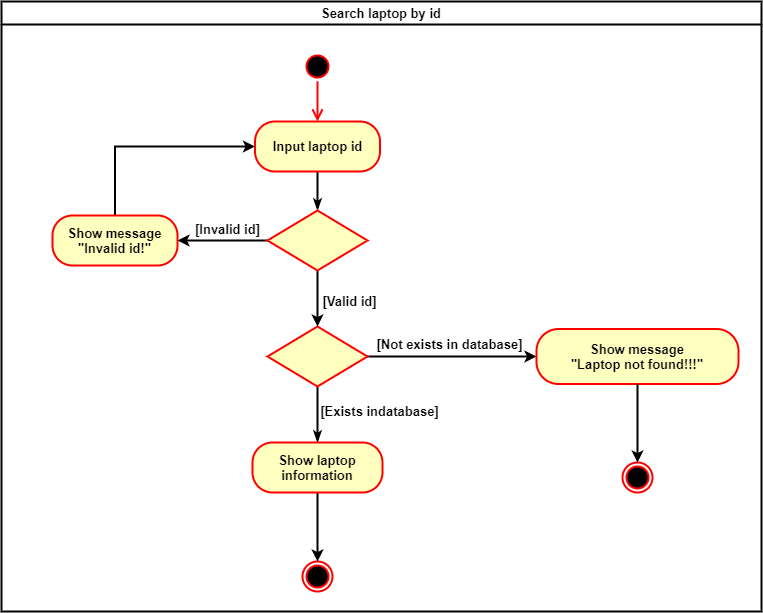 Search laptop by id
Input laptop id
[Invalid id]
Show message
"Invalid id!"
[Valid id]
[Not exists in database]
Show message
"Laptop not found!!!"
[Exists indatabase]
Show laptop
information